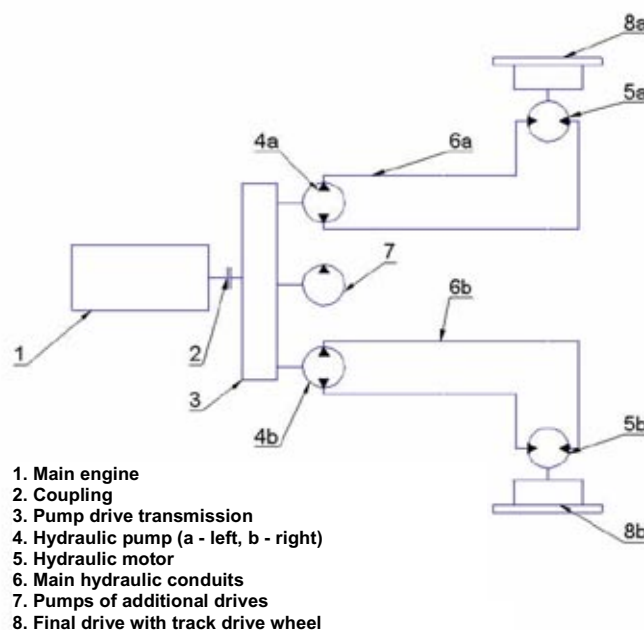 8a
5a
4a
6a
7
6b
1
2
3
4b
5b
8b
1. Main engine
2. Coupling
3. Pump drive transmission
4. Hydraulic pump (a - left, b - right)
5. Hydraulic motor
6. Main hydraulic conduits
7. Pumps of additional drives
8. Final drive with track drive wheel